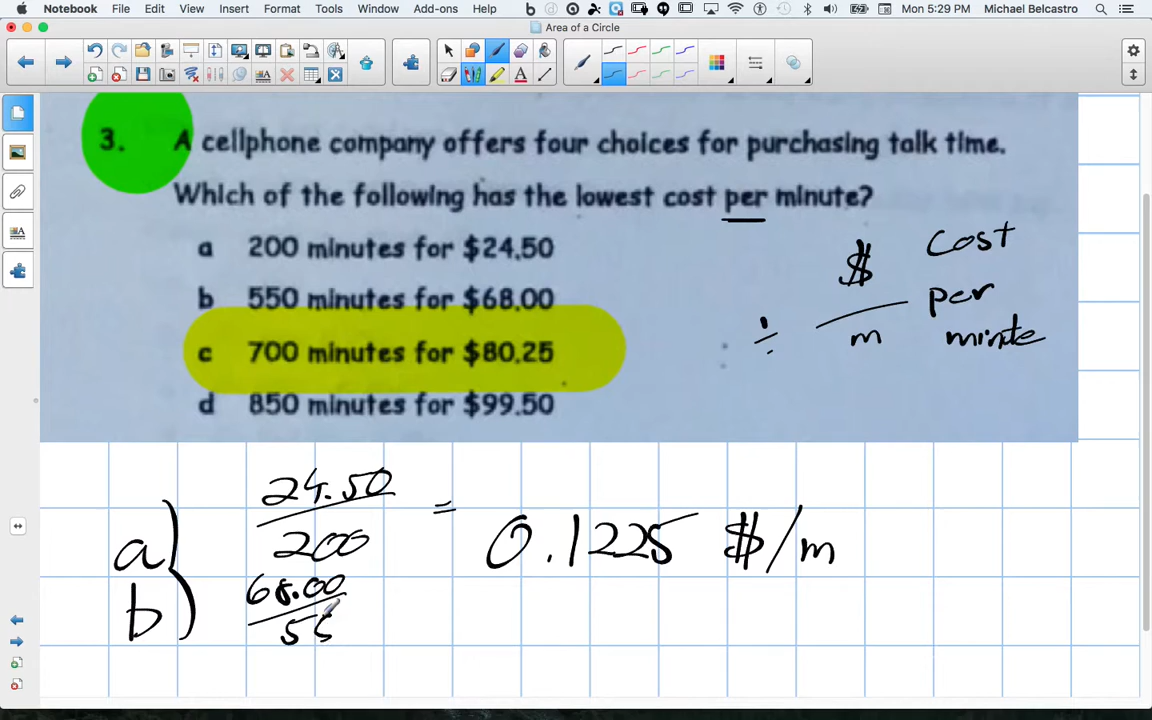 Notebook File Edit View Insert Format Tools Window Add-ons Help Mon 5:29 PM Michael Belcastro
Area of a Circle
3. A cellphone company offers four choices for purchasing talk time.
Which of the following has the lowest cost per minute?
a 200 minutes for $24.50
b 550 minutes for $68.00
c 700 minutes for $80.25
d 850 minutes for $99.50
÷ $/m
cost
per
minute
a) 24.50/200 = 0.1225 $/m
b) 68.00/55